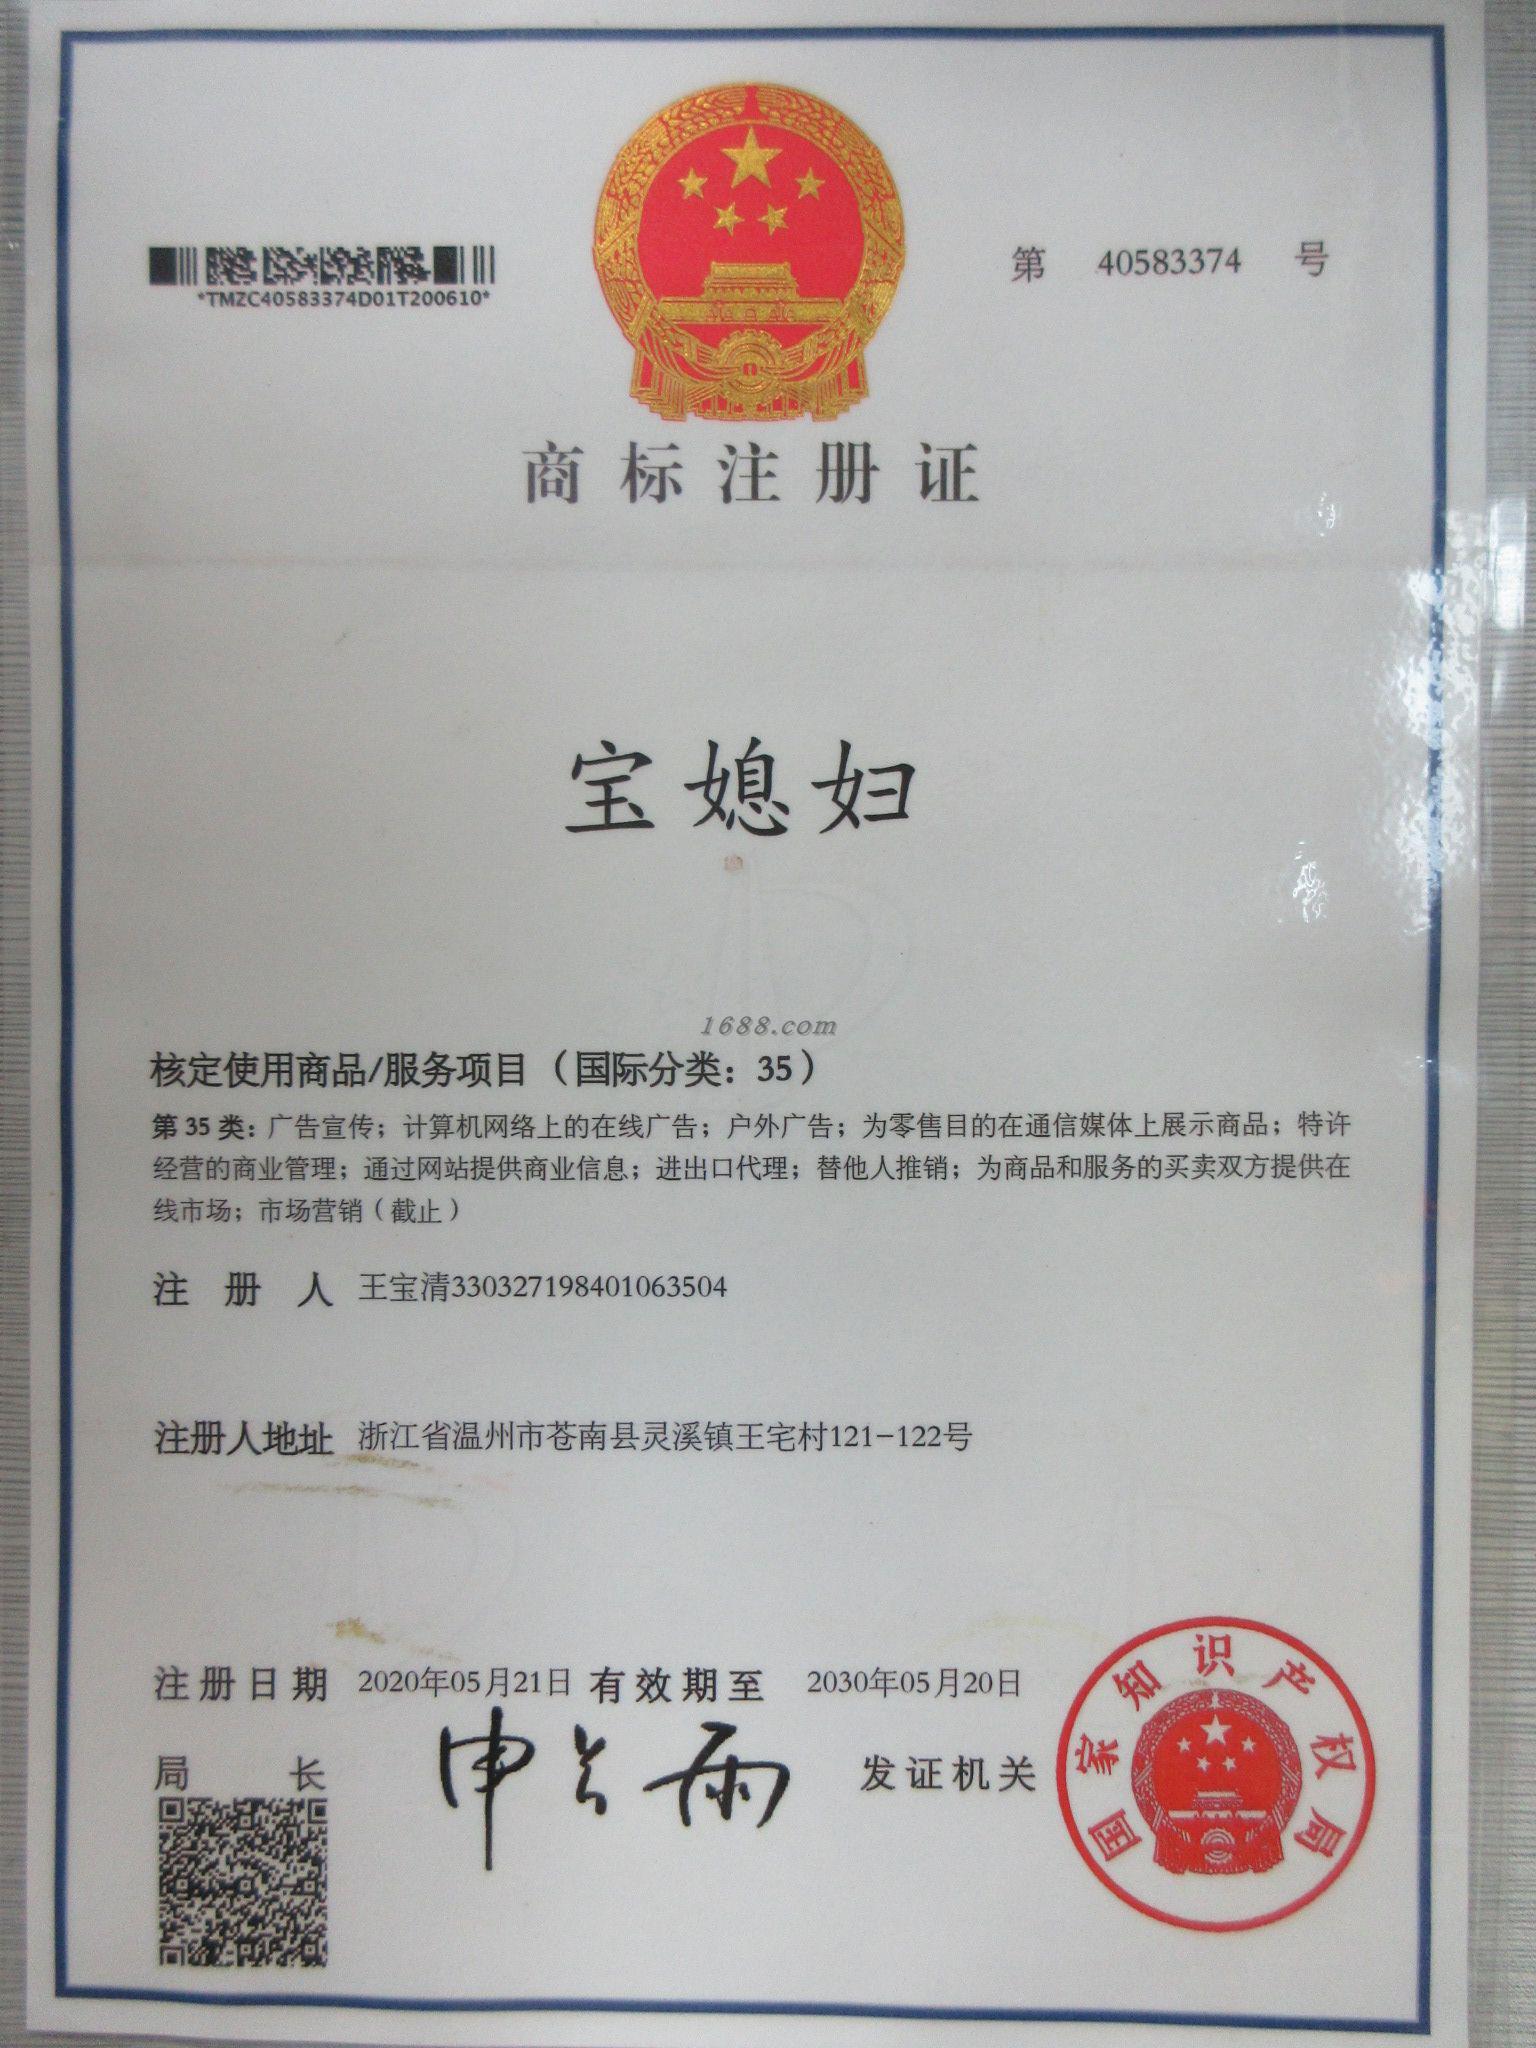 *TMZC40583374D01T200610*
第 40583374 号
商标注册证
宝媳妇
1688.com
核定使用商品/服务项目（国际分类：35）
第 35 类：广告宣传；计算机网络上的在线广告；户外广告；为零售目的在通信媒体上展示商品；特许
经营的商业管理；通过网站提供商业信息；进出口代理；替他人推销；为商品和服务的买卖双方提供在
线市场；市场营销（截止）
注 册 人 王宝清330327198401063504
注册人地址 浙江省温州市苍南县灵溪镇王宅村121-122号
注册日期 2020年05月21日 有效期至 2030年05月20日
局 长 申长雨 发证机关
国家知识产权局